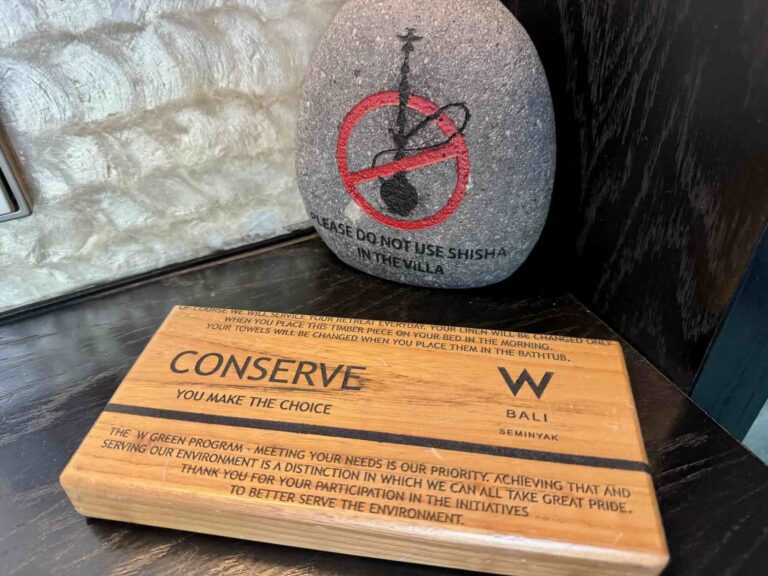 PLEASE DO NOT USE SHISHA
IN THE VILLA
OF COURSE WE WILL SERVICE YOUR RETREAT EVERYDAY. YOUR LINEN WILL BE CHANGED ONLY
WHEN YOU PLACE THIS TIMBER PIECE ON YOUR BED IN THE MORNING.
YOUR TOWELS WILL BE CHANGED WHEN YOU PLACE THEM IN THE BATHTUB.
CONSERVE
YOU MAKE THE CHOICE
W
BALI
SEMINYAK
THE W GREEN PROGRAM - MEETING YOUR NEEDS IS OUR PRIORITY. ACHIEVING THAT AND
SERVING OUR ENVIRONMENT IS A DISTINCTION IN WHICH WE CAN ALL TAKE GREAT PRIDE.
THANK YOU FOR YOUR PARTICIPATION IN THE INITIATIVES
TO BETTER SERVE THE ENVIRONMENT.